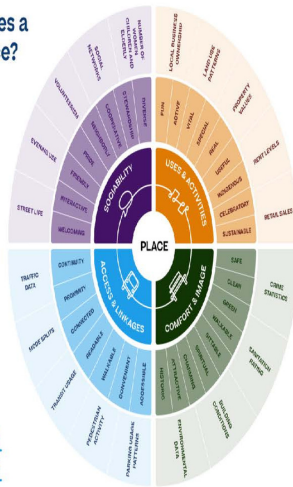 es a
e?
NUMBER OF
WOMEN,
CHILDREN AND
ELDERLY
SOCIAL
NETWORKS
VOLUNTEERISM
EVENING USE
STREET LIFE
DIVERSE
STEWARDSHIP
COOPERATIVE
NEIGHBORLY
PRIDE
FRIENDLY
INTERACTIVE
WELCOMING
SOCIABILITY
LOCAL BUSINESS
OWNERSHIP
LAND-USE
PATTERNS
PROPERTY
VALUES
RENT LEVELS
RETAIL SALES
FUN
ACTIVE
VITAL
SPECIAL
REAL
USEFUL
INDIGENOUS
CELEBRATORY
SUSTAINABLE
USES & ACTIVITIES
PLACE
TRAFFIC
DATA
MODE SPLITS
TRANSIT USAGE
PEDESTRIAN
ACTIVITY
PARKING USAGE
PATTERNS
CONTINUITY
PROXIMITY
CONNECTED
READABLE
WALKABLE
CONVENIENT
ACCESSIBLE
ACCESS & LINKAGES
COMFORT & IMAGE
SAFE
CLEAN
GREEN
WALKABLE
SITTABLE
SPIRITUAL
CHARMING
ATTRACTIVE
HISTORIC
CRIME
STATISTICS
SANITATION
RATING
BUILDING
CONDITIONS
ENVIRONMENTAL
DATA